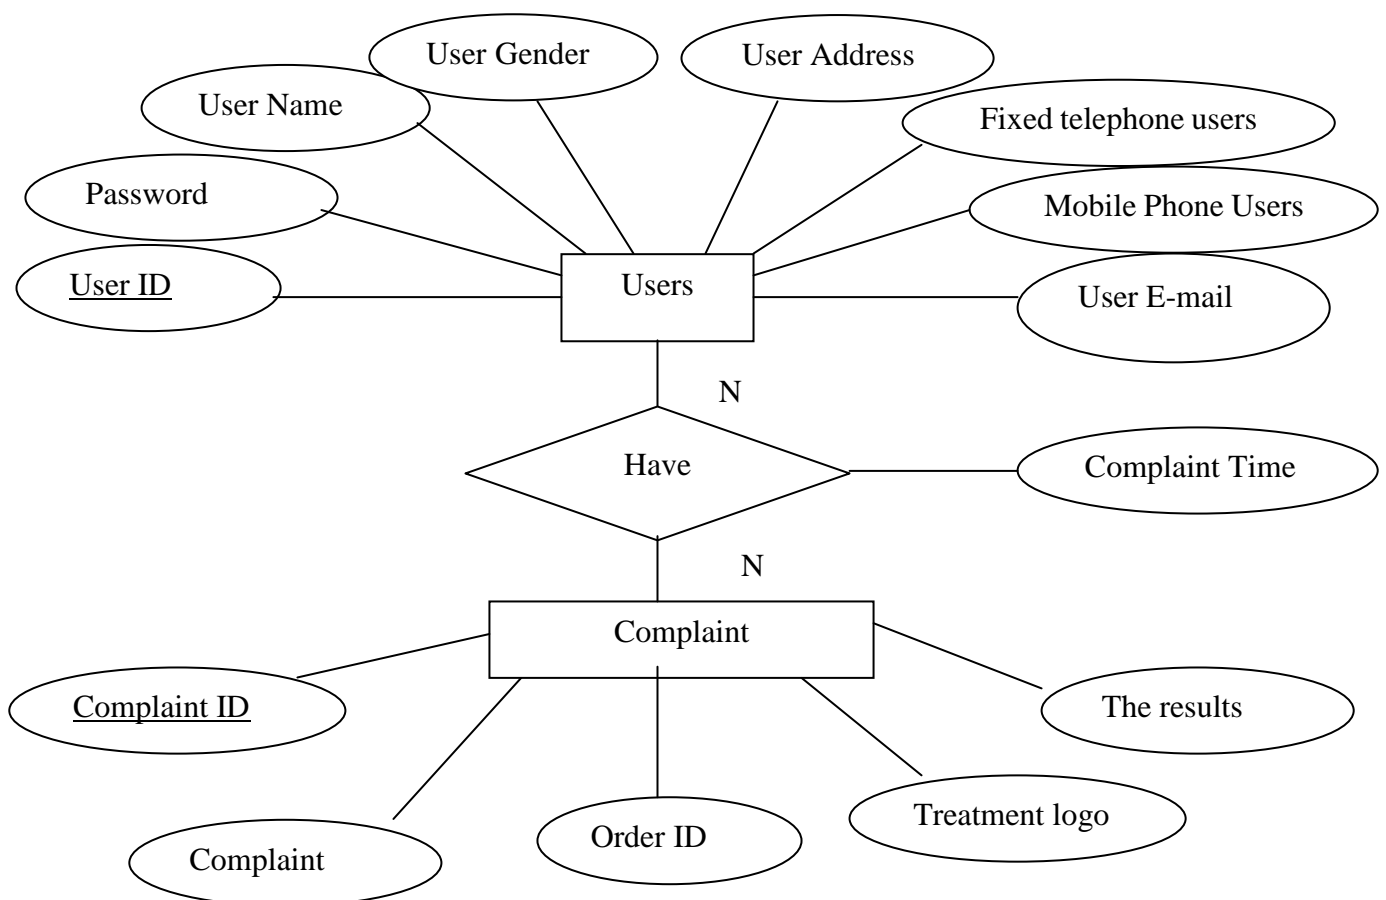 User Gender
User Address
User Name
Fixed telephone users
Password
Mobile Phone Users
User ID
Users
User E-mail
N
Have
Complaint Time
N
Complaint
Complaint ID
The results
Treatment logo
Order ID
Complaint